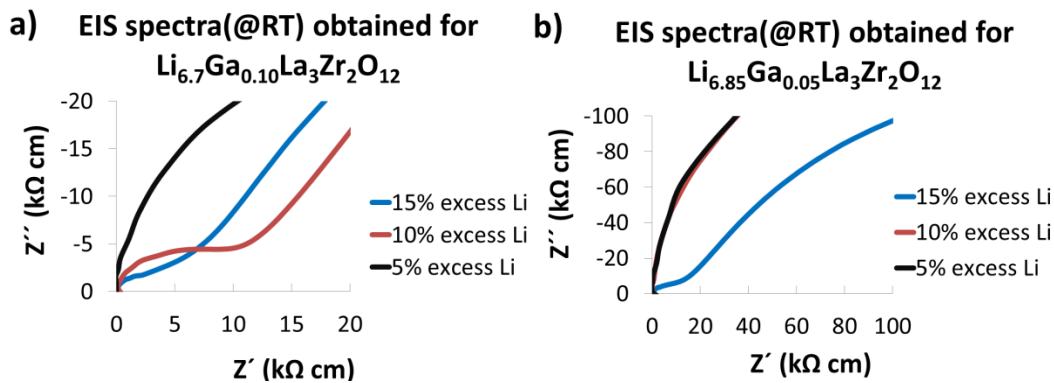 a) EIS spectra(@RT) obtained for
Li₆.₇Ga₀.₁₀La₃Zr₂O₁₂
-20
-15
-10
-5
0
Z´´ (kΩ cm)
0 5 10 15 20
Z´ (kΩ cm)
15% excess Li
10% excess Li
5% excess Li
b) EIS spectra(@RT) obtained for
Li₆.₈₅Ga₀.₀₅La₃Zr₂O₁₂
-100
-80
-60
-40
-20
0
Z´´ (kΩ cm)
0 20 40 60 80 100
Z´ (kΩ cm)
15% excess Li
10% excess Li
5% excess Li